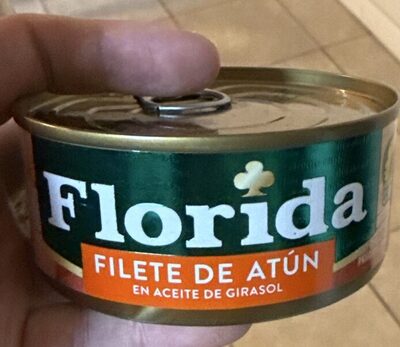 Florida
FILETE DE ATÚN
EN ACEITE DE GIRASOL